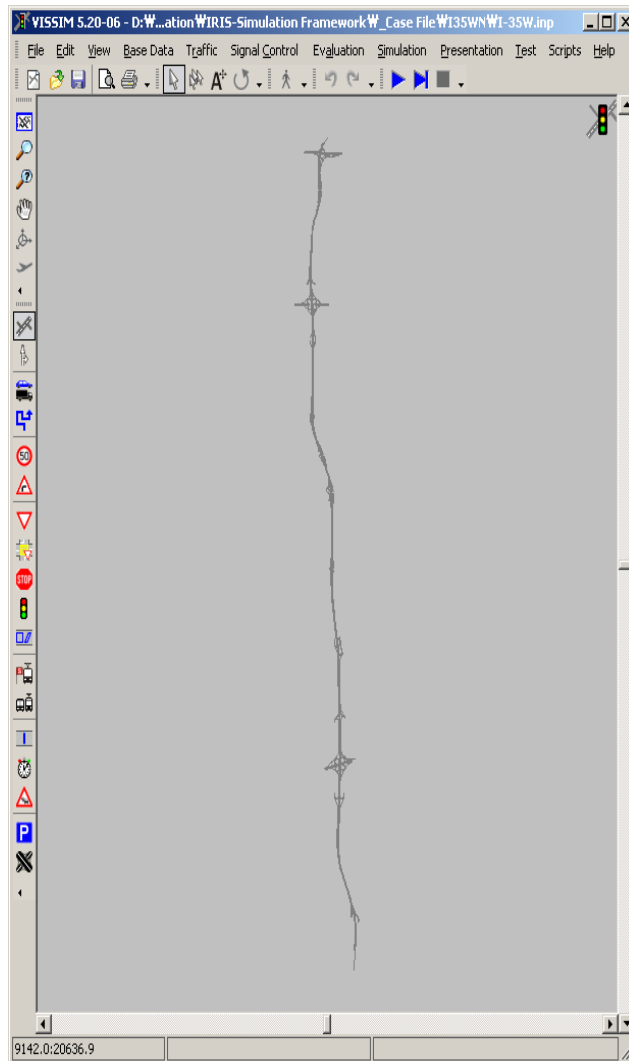 VISSIM 5.20-06 - D:₩...ation₩IRIS-Simulation Framework₩_Case File₩I35WN₩I-35W.inp
File Edit View Base Data Traffic Signal Control Evaluation Simulation Presentation Test Scripts Help
A
50
STOP
P
9142.0:20636.9